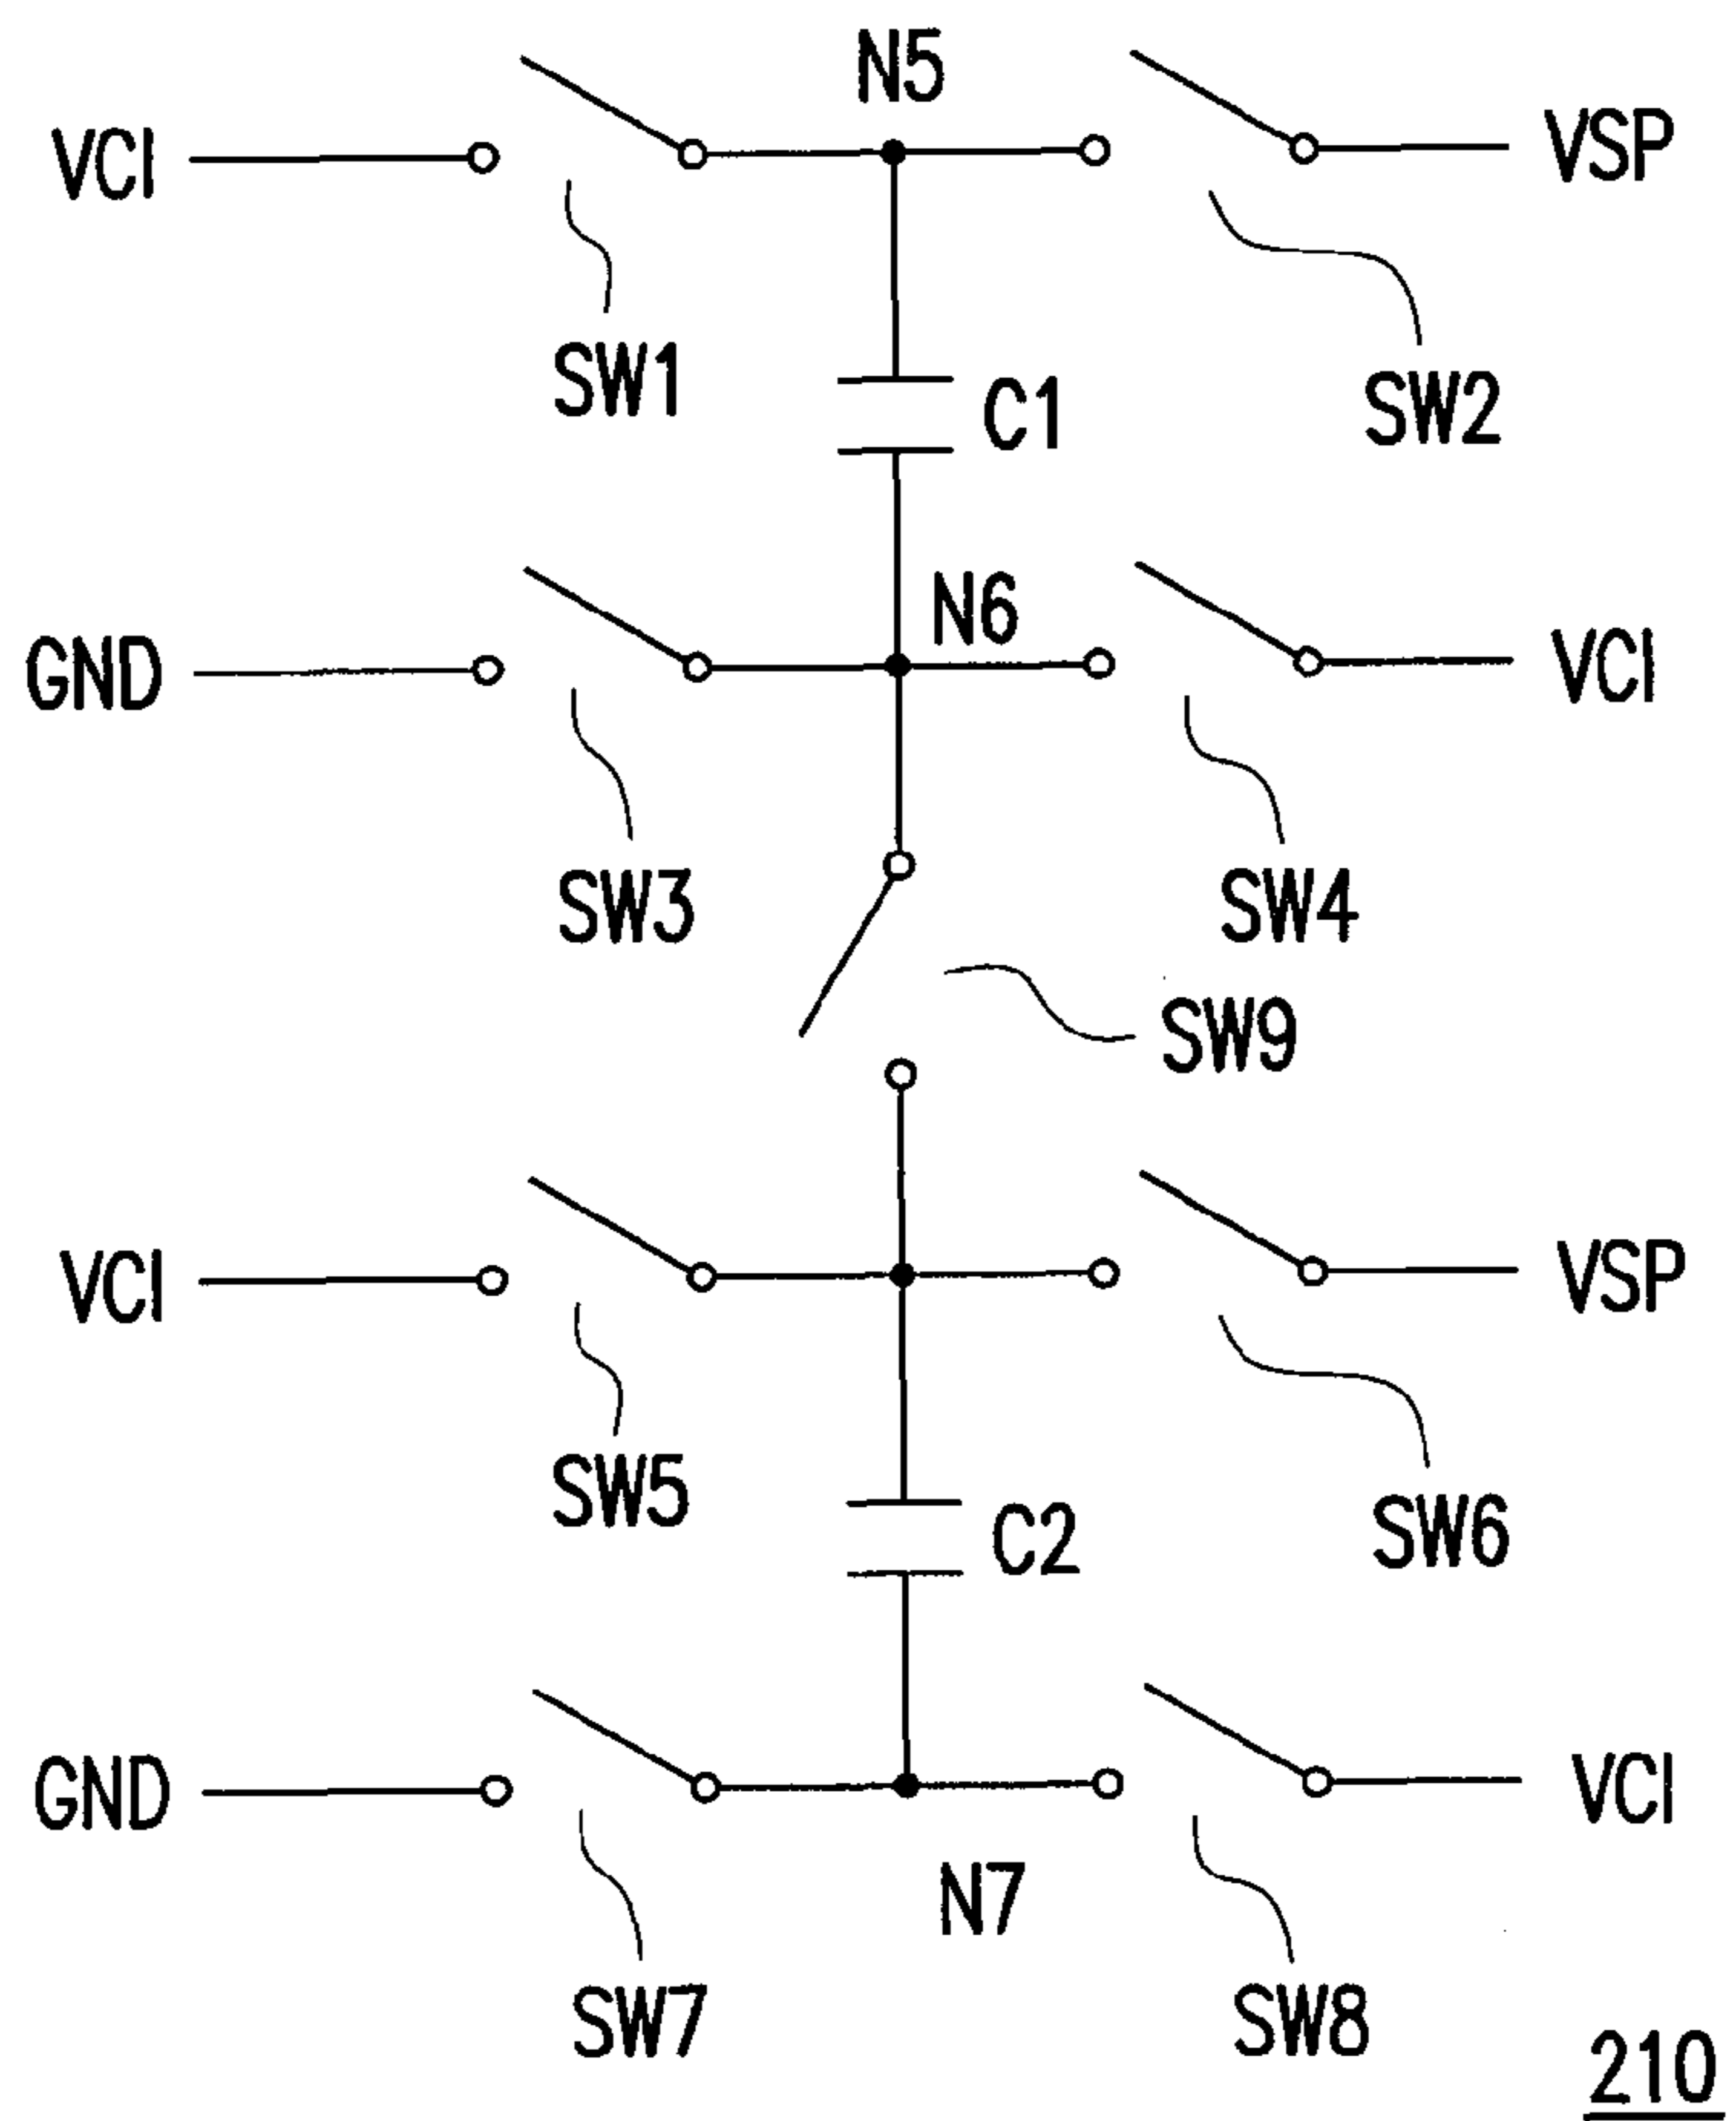 N5
VCI
VSP
SW1
C1
SW2
N6
GND
VCI
SW3
SW4
SW9
VCI
VSP
SW5
C2
SW6
GND
VCI
N7
SW7
SW8
210